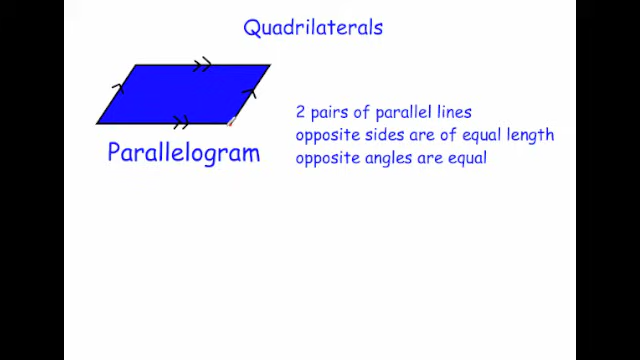 Quadrilaterals
2 pairs of parallel lines
opposite sides are of equal length
opposite angles are equal
Parallelogram